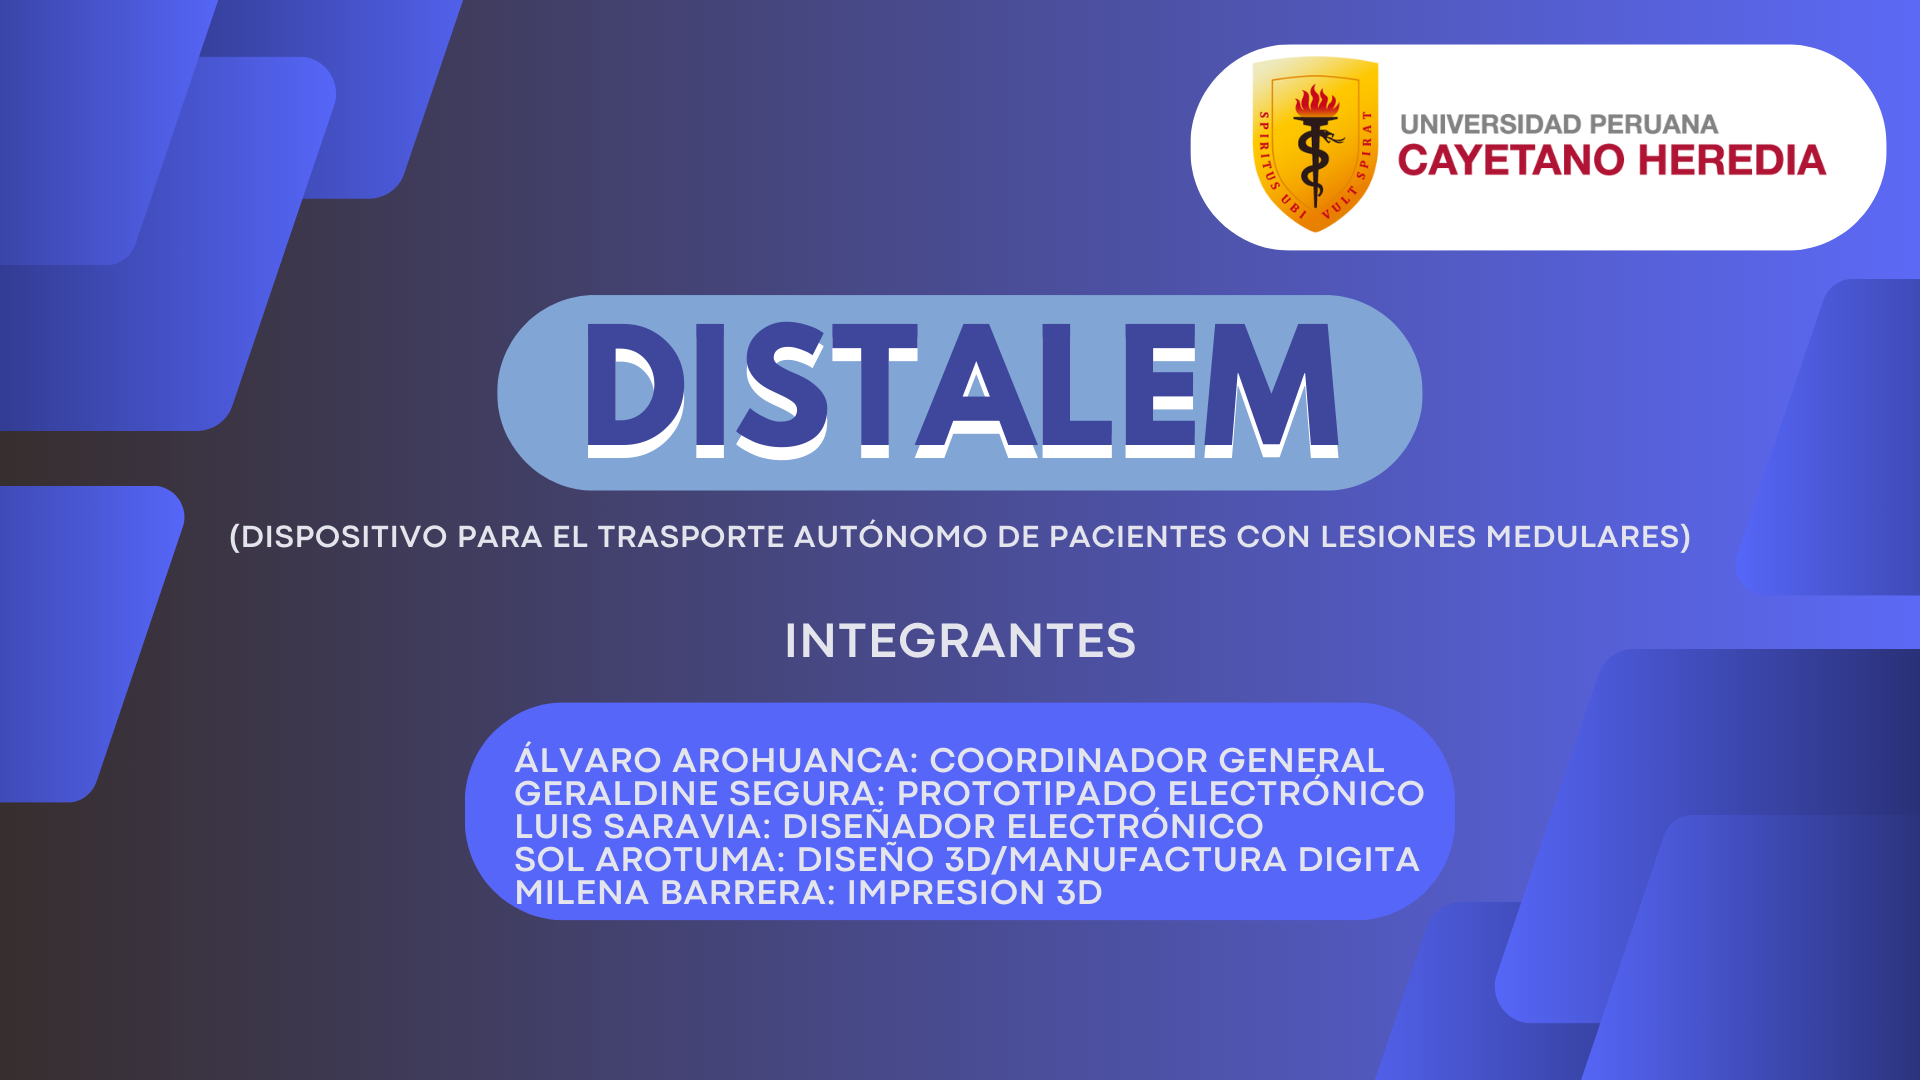 SPIRITUS UBI VULT SPIRAT
UNIVERSIDAD PERUANA
CAYETANO HEREDIA
DISTALEM
(DISPOSITIVO PARA EL TRASPORTE AUTÓNOMO DE PACIENTES CON LESIONES MEDULARES)
INTEGRANTES
ÁLVARO AROHUANCA: COORDINADOR GENERAL
GERALDINE SEGURA: PROTOTIPADO ELECTRÓNICO
LUIS SARAVIA: DISEÑADOR ELECTRÓNICO
SOL AROTUMA: DISEÑO 3D/MANUFACTURA DIGITA
MILENA BARRERA: IMPRESION 3D